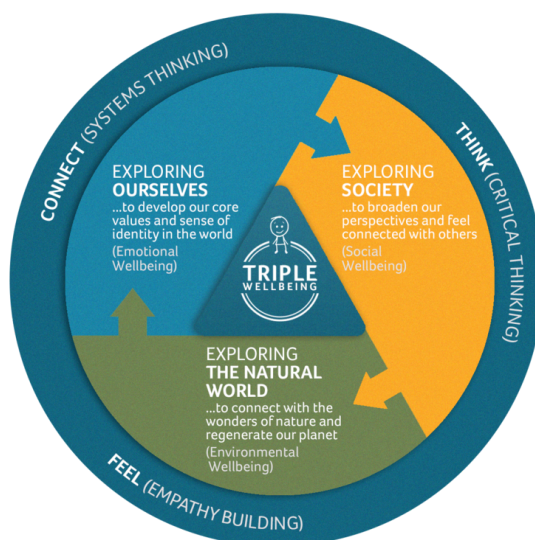 CONNECT (SYSTEMS THINKING)
THINK (CRITICAL THINKING)
FEEL (EMPATHY BUILDING)
EXPLORING
OURSELVES
...to develop our core
values and sense of
identity in the world
(Emotional
Wellbeing)
EXPLORING
SOCIETY
...to broaden our
perspectives and feel
connected with others
(Social
Wellbeing)
TRIPLE
WELLBEING
EXPLORING
THE NATURAL
WORLD
...to connect with the
wonders of nature and
regenerate our planet
(Environmental
Wellbeing)